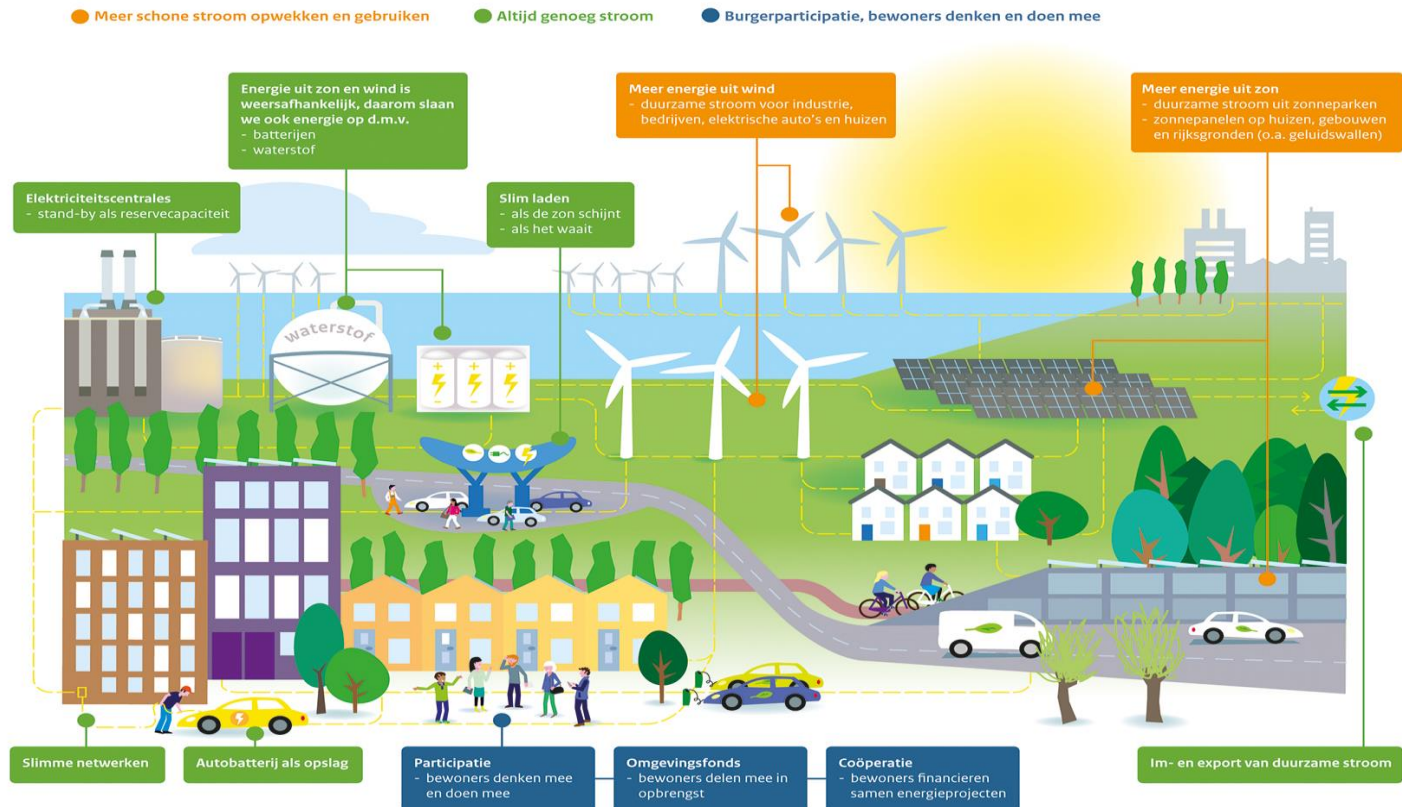 Meer schone stroom opwekken en gebruiken
Altijd genoeg stroom
Burgerparticipatie, bewoners denken en doen mee
Energie uit zon en wind is
weersafhankelijk, daarom slaan
we ook energie op d.m.v.
- batterijen
- waterstof
Meer energie uit wind
- duurzame stroom voor industrie,
bedrijven, elektrische auto's en huizen
Meer energie uit zon
- duurzame stroom uit zonneparken
- zonnepanelen op huizen, gebouwen
en rijksgronden (o.a. geluidswallen)
Elektriciteitscentrales
- stand-by als reservecapaciteit
Slim laden
- als de zon schijnt
- als het waait
waterstof
+ + +
- - -
Slimme netwerken
Autobatterij als opslag
Participatie
- bewoners denken mee
en doen mee
Omgevingsfonds
- bewoners delen mee in
opbrengst
Coöperatie
- bewoners financieren
samen energieprojecten
Im- en export van duurzame stroom